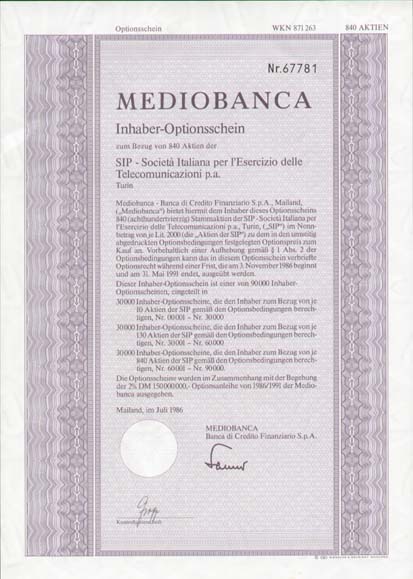 Optionsschein WKN 871263 840 AKTIEN
Nr.67781
MEDIOBANCA
Inhaber-Optionsschein
zum Bezug von 840 Aktien der
SIP - Società Italiana per l'Esercizio delle
Telecomunicazioni p.a.
Turin
Mediobanca - Banca di Credito Finanziario S.p.A., Mailand,
(„Mediobanca") bietet hiermit dem Inhaber dieses Optionsscheins
840 (achthundertvierzig) Stammaktien der SIP - Società Italiana per
l'Esercizio delle Telecomunicazioni p.a., Turin, („SIP") im Nenn-
betrag von je Lit. 2000 (die „Aktien der SIP") zu dem in den umseitig
abgedruckten Optionsbedingungen festgelegten Optionspreis zum
Kauf an. Vorbehaltlich einer Aufhebung gemäß § 1 Abs. 2 der
Optionsbedingungen kann das in diesem Optionsschein verbriefte
Optionsrecht während einer Frist, die am 3. November 1986 beginnt
und am 31. Mai 1991 endet, ausgeübt werden.
Dieser Inhaber-Optionsschein ist einer von 90000 Inhaber-
Optionsscheinen, eingeteilt in
30000 Inhaber-Optionsscheine, die den Inhaber zum Bezug von je
10 Aktien der SIP gemäß den Optionsbedingungen berech-
tigen, Nr. 00001 – Nr. 30000
30000 Inhaber-Optionsscheine, die den Inhaber zum Bezug von je
130 Aktien der SIP gemäß den Optionsbedingungen berech-
tigen, Nr. 30001 – Nr. 60000
30000 Inhaber-Optionsscheine, die den Inhaber zum Bezug von je
840 Aktien der SIP gemäß den Optionsbedingungen berech-
tigen, Nr. 60001 – Nr. 90000.
Die Optionsscheine wurden im Zusammenhang mit der Begebung
der 2% DM 150000000,- Optionsanleihe von 1986/1991 der Medio-
banca ausgegeben.
Mailand, im Juli 1986
MEDIOBANCA
Banca di Credito Finanziario S.p.A.
Kontrollunterschrift